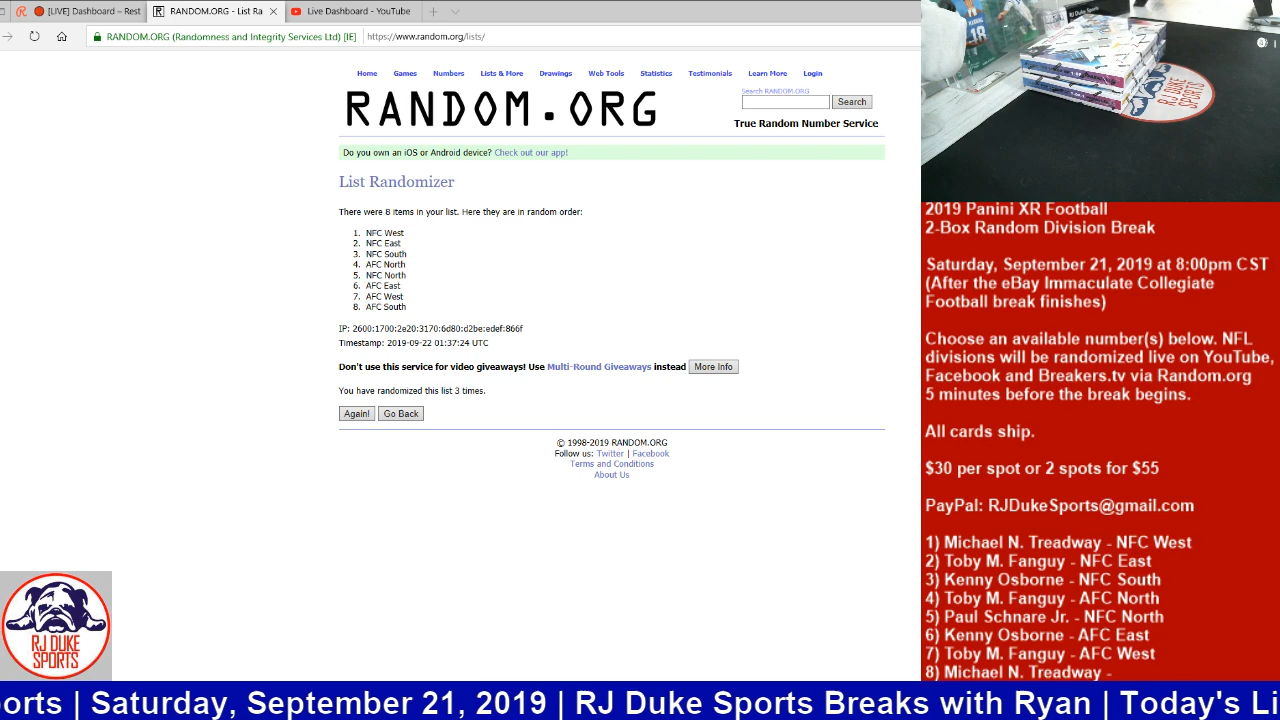 [LIVE] Dashboard – Rest
RANDOM.ORG - List Ra
Live Dashboard - YouTube
RANDOM.ORG (Randomness and Integrity Services Ltd) [IE]
https://www.random.org/lists/
Home Games Numbers Lists & More Drawings Web Tools Statistics Testimonials Learn More Login
RANDOM.ORG
Search RANDOM.ORG
Search
True Random Number Service
Do you own an iOS or Android device? Check out our app!
List Randomizer
There were 8 items in your list. Here they are in random order:
1. NFC West
2. NFC East
3. NFC South
4. AFC North
5. NFC North
6. AFC East
7. AFC West
8. AFC South
IP: 2600:1700:2e20:3170:6d80:d2be:edef:866f
Timestamp: 2019-09-22 01:37:24 UTC
Don't use this service for video giveaways! Use Multi-Round Giveaways instead More Info
You have randomized this list 3 times.
Again! Go Back
© 1998-2019 RANDOM.ORG
Follow us: Twitter | Facebook
Terms and Conditions
About Us
RJ DUKE
SPORTS
2019 Panini XR Football
2-Box Random Division Break
Saturday, September 21, 2019 at 8:00pm CST
(After the eBay Immaculate Collegiate
Football break finishes)
Choose an available number(s) below. NFL
divisions will be randomized live on YouTube,
Facebook and Breakers.tv via Random.org
5 minutes before the break begins.
All cards ship.
$30 per spot or 2 spots for $55
PayPal: RJDukeSports@gmail.com
1) Michael N. Treadway - NFC West
2) Toby M. Fanguy - NFC East
3) Kenny Osborne - NFC South
4) Toby M. Fanguy - AFC North
5) Paul Schnare Jr. - NFC North
6) Kenny Osborne - AFC East
7) Toby M. Fanguy - AFC West
8) Michael N. Treadway -
RJ DUKE
SPORTS
orts | Saturday, September 21, 2019 | RJ Duke Sports Breaks with Ryan | Today's Li